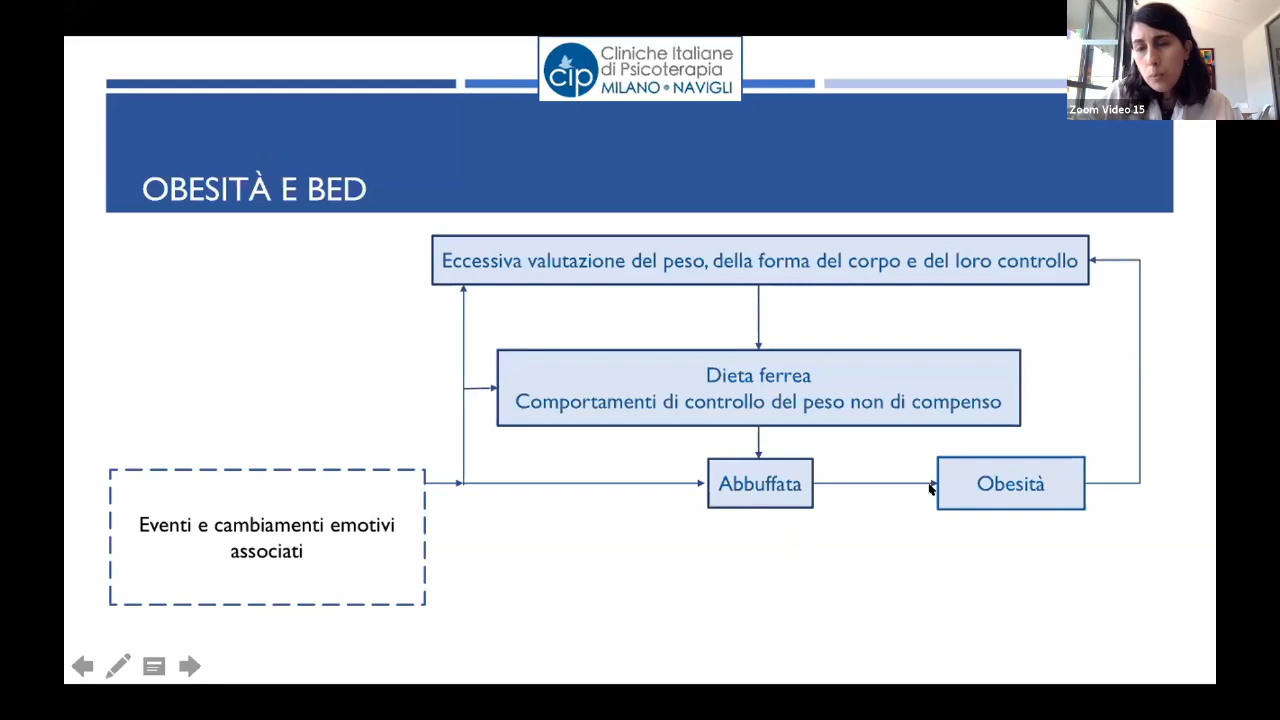 Cliniche Italiane
di Psicoterapia
cip
MILANO • NAVIGLI
Zoom Video 15
OBESITÀ E BED
Eccessiva valutazione del peso, della forma del corpo e del loro controllo
Dieta ferrea
Comportamenti di controllo del peso non di compenso
Abbuffata
Obesità
Eventi e cambiamenti emotivi
associati